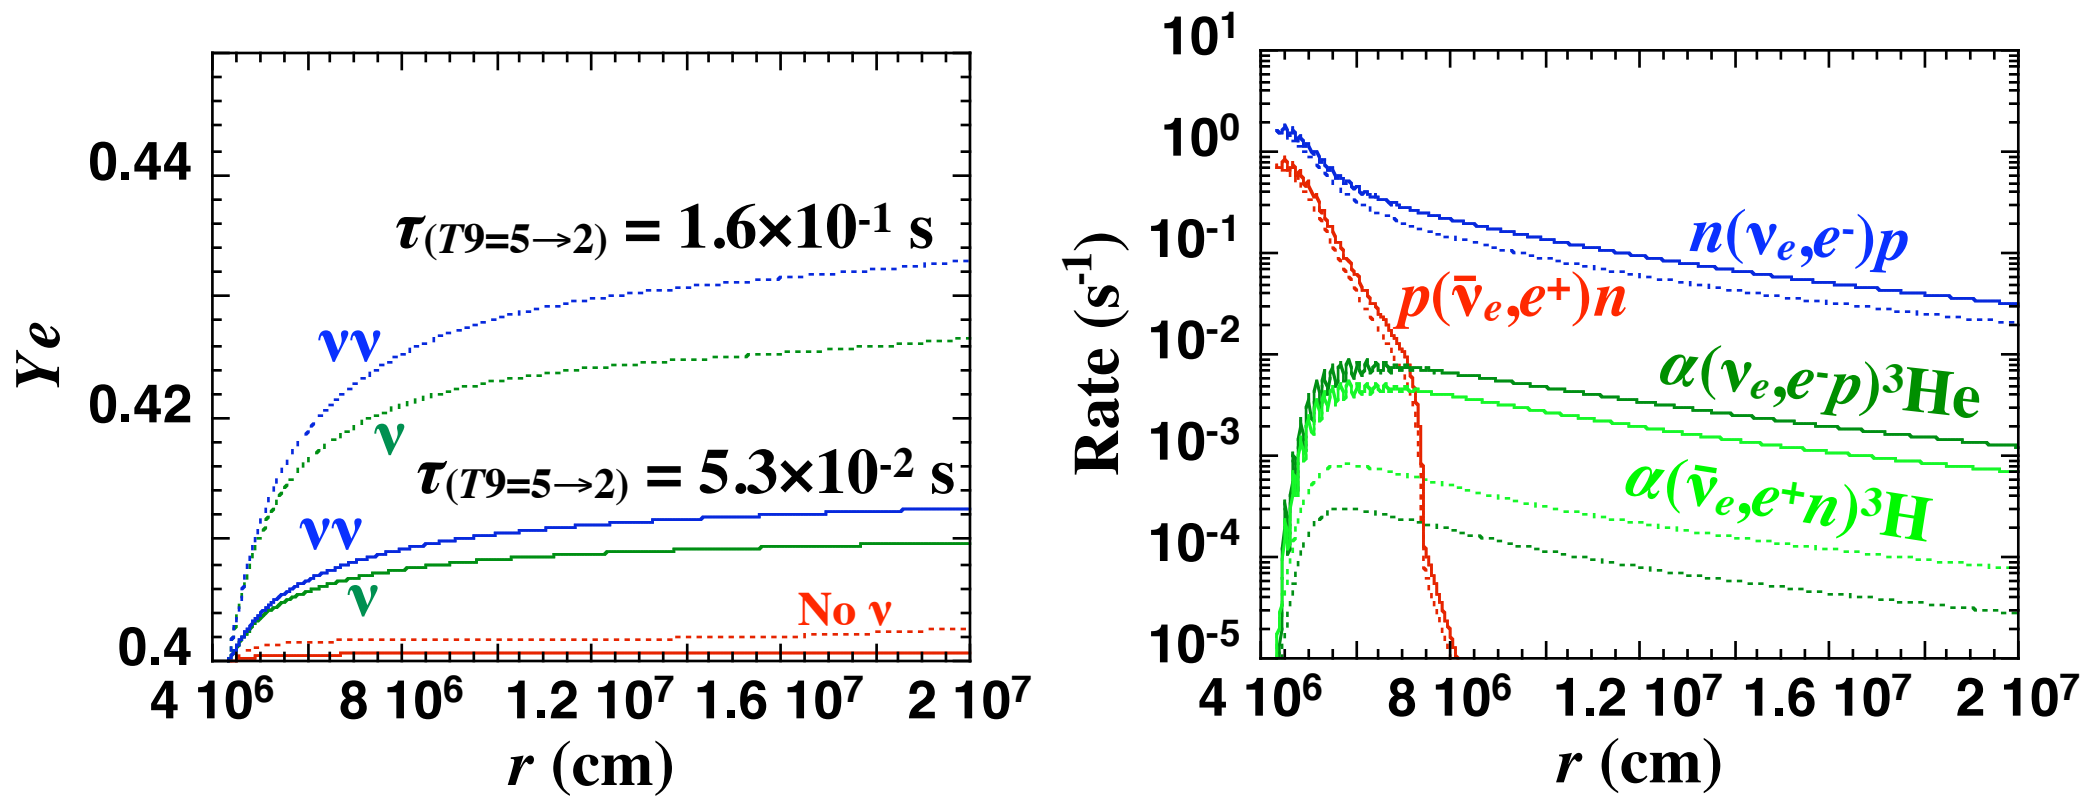 0.44
0.42
0.4
Ye
τ(T9=5→2) = 1.6×10-1 s
νν
ν
τ(T9=5→2) = 5.3×10-2 s
νν
ν
No ν
4 10⁶ 8 10⁶ 1.2 10⁷ 1.6 10⁷ 2 10⁷
r (cm)
10¹
10⁰
10-1
10-2
10-3
10-4
10-5
Rate (s-1)
n(νe,e-)p
p(ν̄e,e+)n
α(νe,e-p)³He
α(ν̄e,e+n)³H
4 10⁶ 8 10⁶ 1.2 10⁷ 1.6 10⁷ 2 10⁷
r (cm)